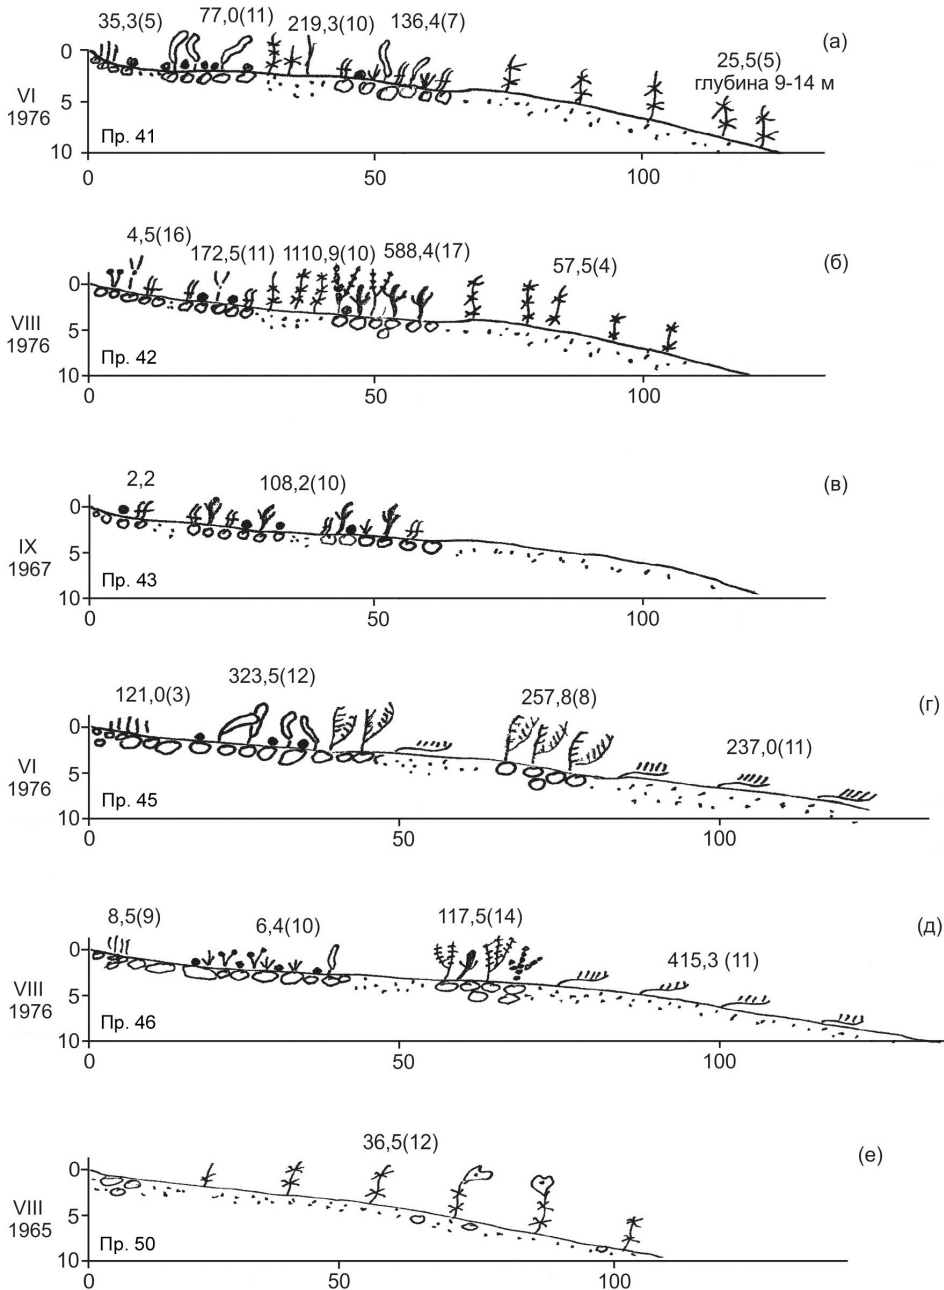 35,3(5) 77,0(11) 219,3(10) 136,4(7) (а)
25,5(5)
глубина 9-14 м
0
VI
1976
5
Пр. 41
10
0 50 100
4,5(16) 172,5(11) 1110,9(10) 588,4(17) 57,5(4) (б)
0
VIII
1976
5
Пр. 42
10
0 50 100
2,2 108,2(10) (в)
0
IX
1967
5
Пр. 43
10
0 50 100
121,0(3) 323,5(12) 257,8(8) 237,0(11) (г)
0
VI
1976
5
Пр. 45
10
0 50 100
8,5(9) 6,4(10) 117,5(14) 415,3 (11) (д)
0
VIII
1976
5
Пр. 46
10
0 50 100
36,5(12) (е)
0
VIII
1965
5
Пр. 50
10
0 50 100